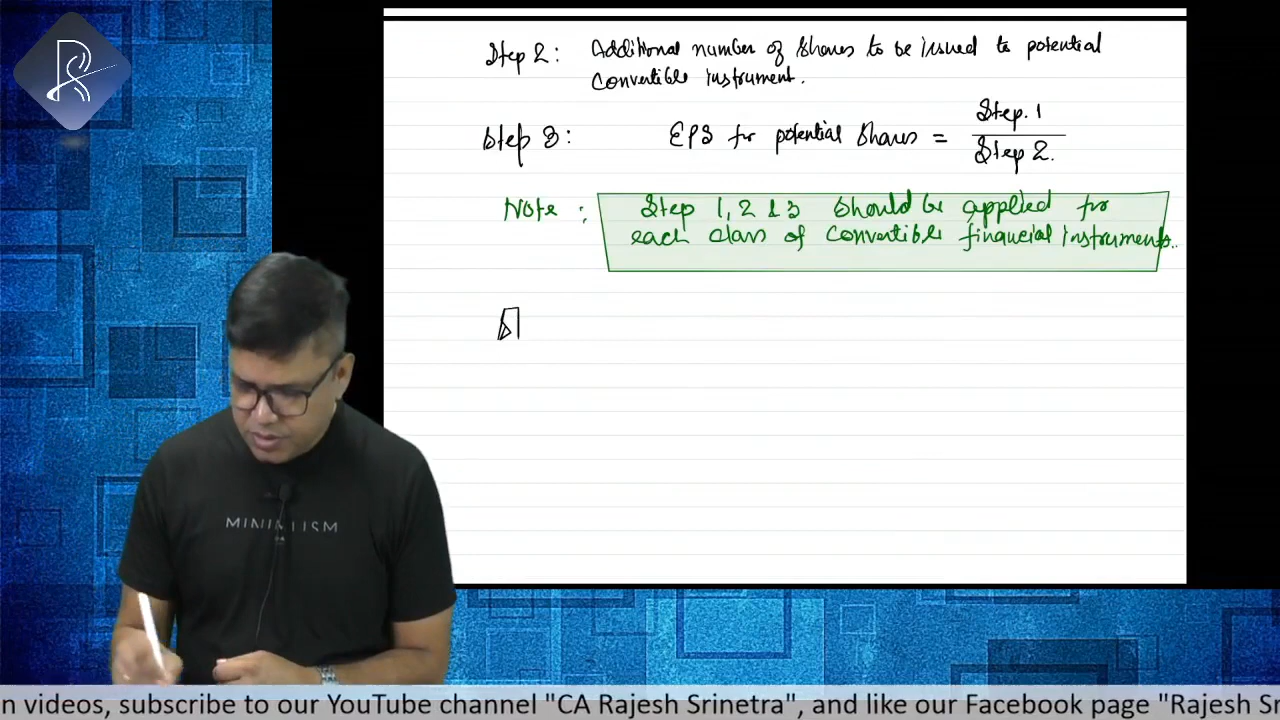 Step 2: Additional number of shares to be issued to potential
Convertible instrument.
Step 3: EPS for potential shares = Step 1
Step 2.
Note: Step 1, 2 & 3 should be applied for
each class of convertible financial instruments.
MINIMLISM
n videos, subscribe to our YouTube channel "CA Rajesh Srinetra", and like our Facebook page "Rajesh Sr